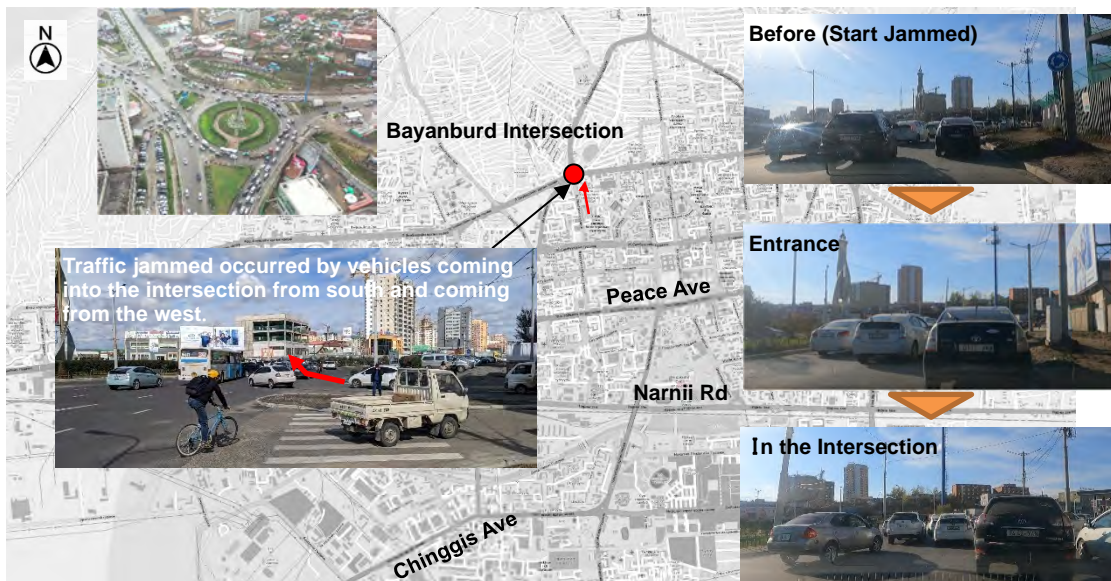 N
Bayanburd Intersection
Before (Start Jammed)
Traffic jammed occurred by vehicles coming
into the intersection from south and coming
from the west.
Entrance
Peace Ave
Narnii Rd
In the Intersection
Chinggis Ave